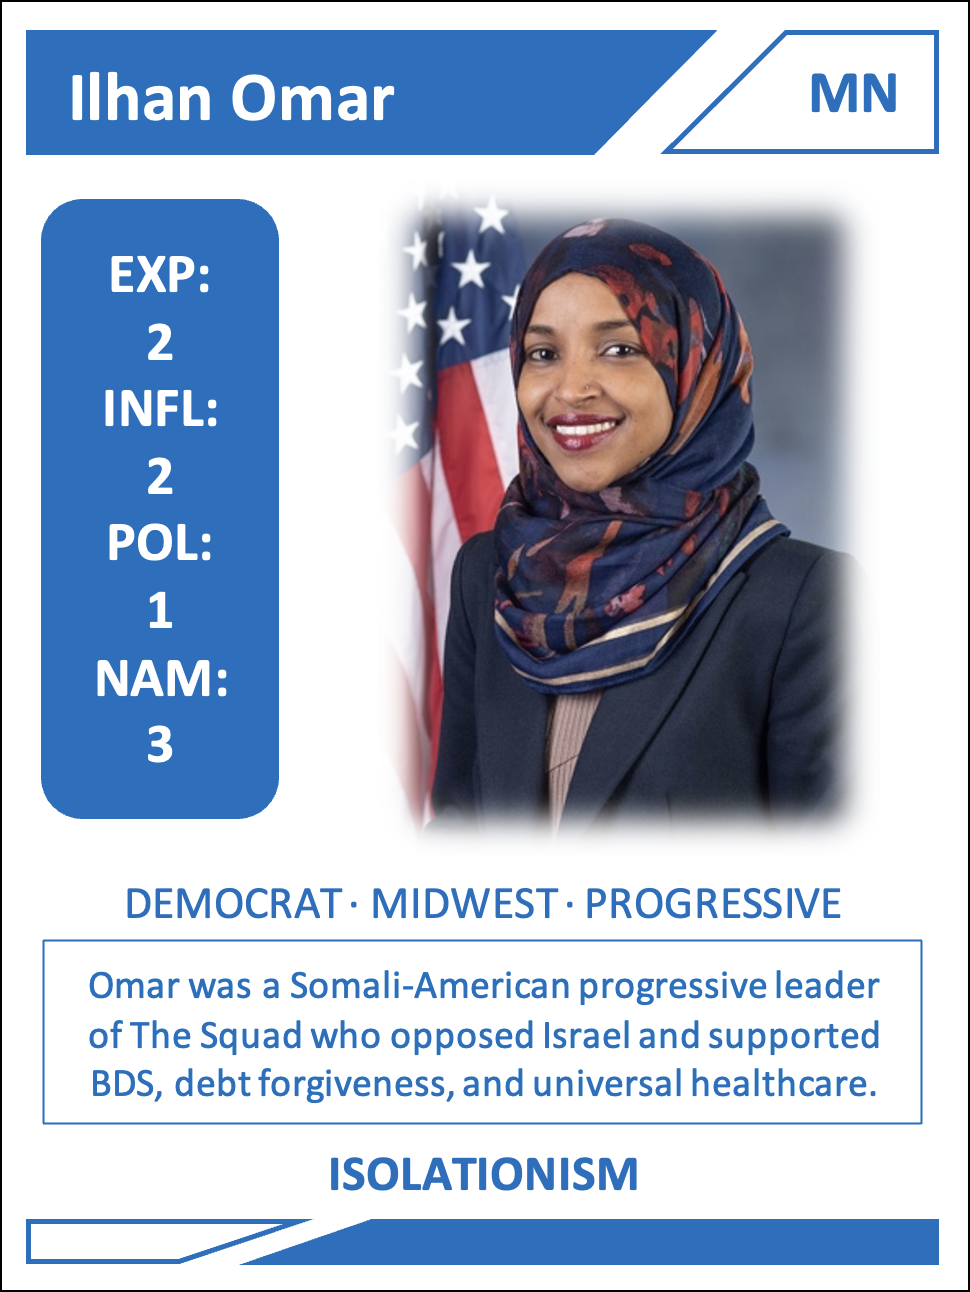 Ilhan Omar
MN
EXP:
2
INFL:
2
POL:
1
NAM:
3
DEMOCRAT · MIDWEST · PROGRESSIVE
Omar was a Somali-American progressive leader
of The Squad who opposed Israel and supported
BDS, debt forgiveness, and universal healthcare.
ISOLATIONISM